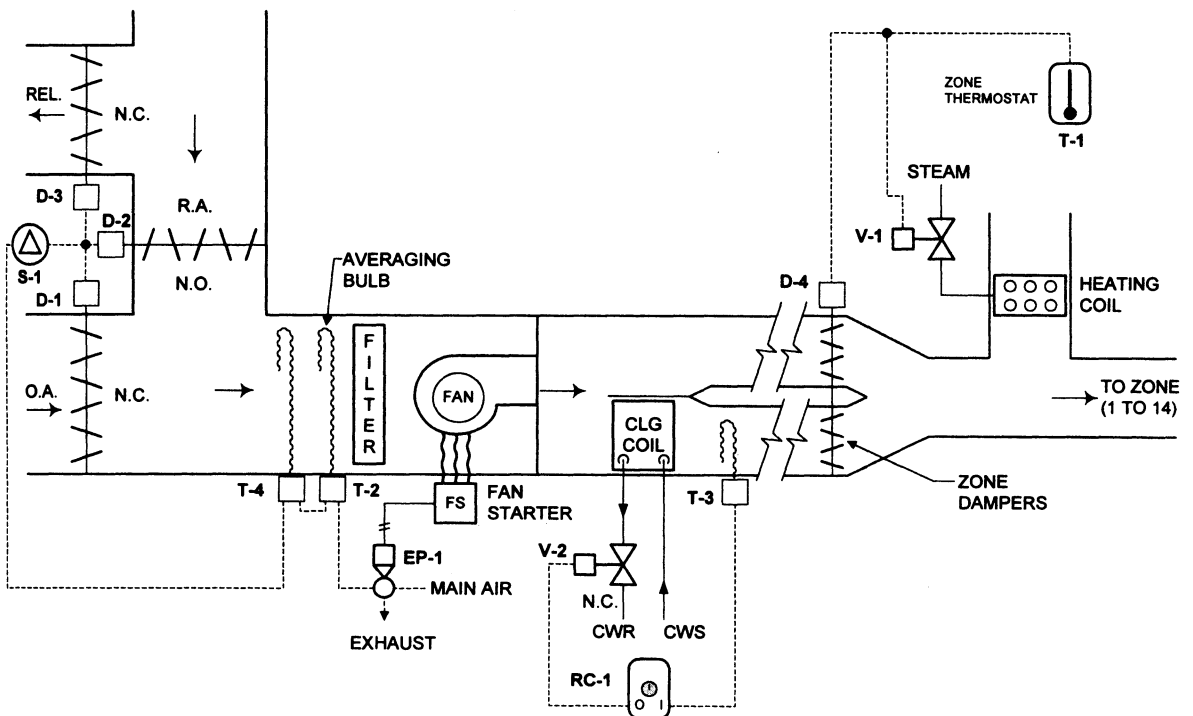 REL.
N.C.
D-3
D-2
R.A.
S-1
N.O.
D-1
O.A.
N.C.
AVERAGING
BULB
FILTER
FAN
T-4
T-2
FS
FAN
STARTER
EP-1
MAIN AIR
EXHAUST
CLG
COIL
T-3
V-2
N.C.
CWR
CWS
RC-1
O I
ZONE
THERMOSTAT
T-1
STEAM
V-1
D-4
HEATING
COIL
TO ZONE
(1 TO 14)
ZONE
DAMPERS